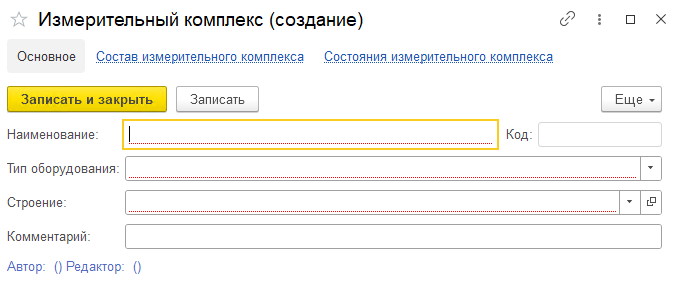 Измерительный комплекс (создание)
Основное Состав измерительного комплекса Состояния измерительного комплекса
Записать и закрыть Записать Еще
Наименование: Код:
Тип оборудования:
Строение:
Комментарий:
Автор: () Редактор: ()